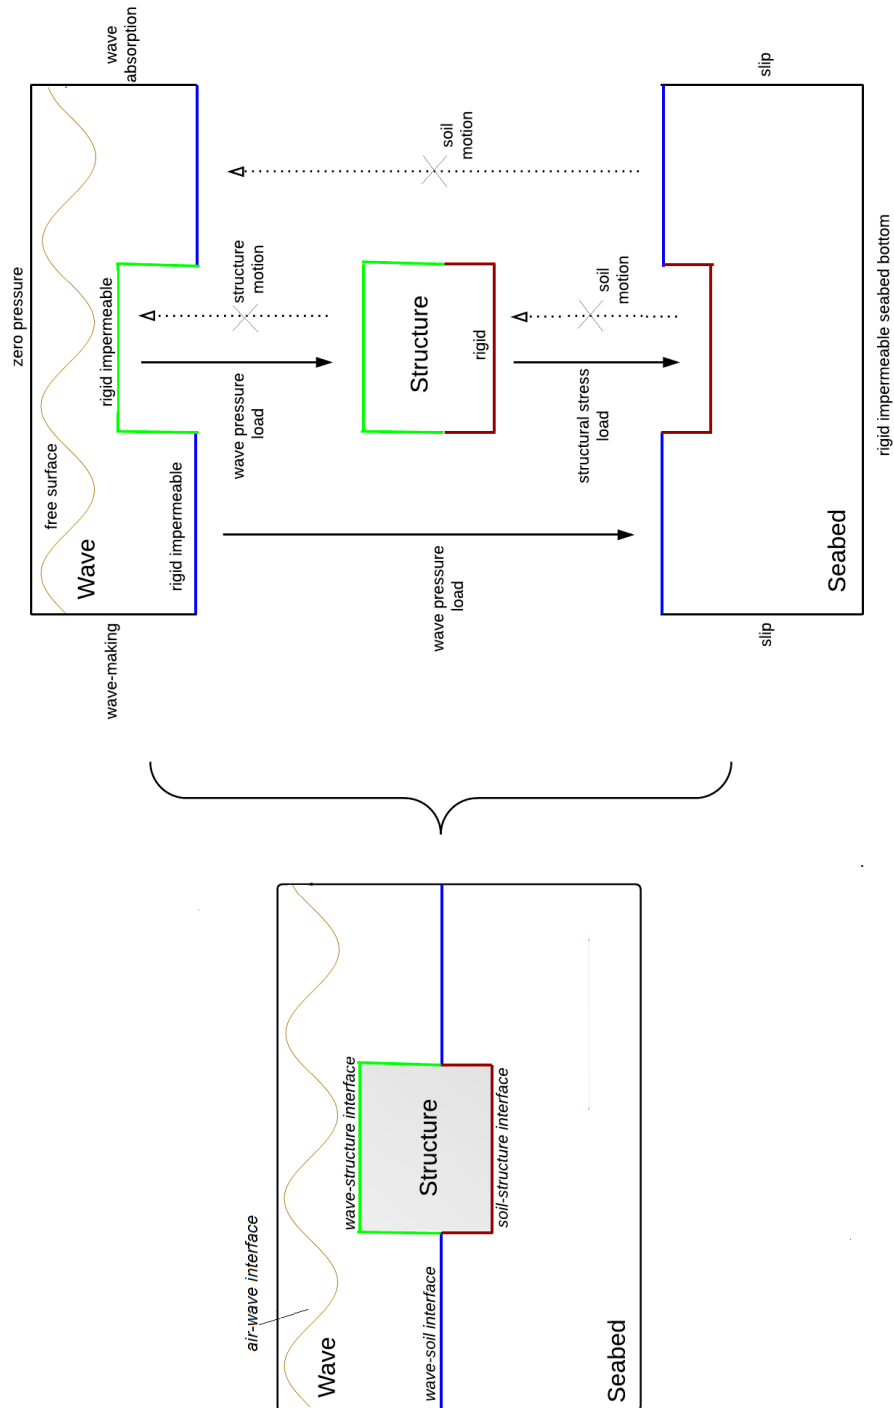 air-wave interface
Wave
wave-structure interface
Structure
wave-soil interface
soil-structure interface
Seabed
zero pressure
free surface
Wave
wave-making
wave
absorption
rigid impermeable
rigid impermeable
wave pressure
load
structure
motion
Structure
rigid
wave pressure
load
soil
motion
structural stress
load
soil
motion
slip
slip
Seabed
rigid impermeable seabed bottom